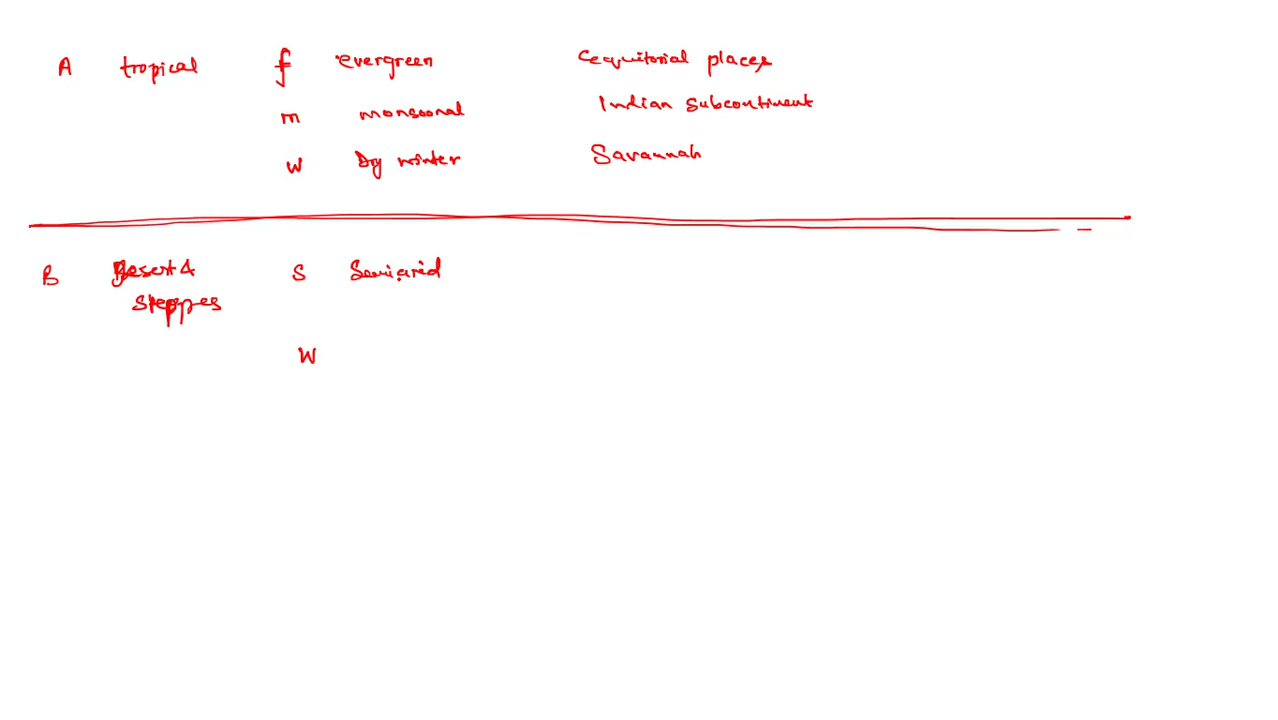 A tropical f evergreen equitorial places
m monsoonal Indian subcontinent
w Dry winter Savannah
B Desert & S Semiarid
steppes
W